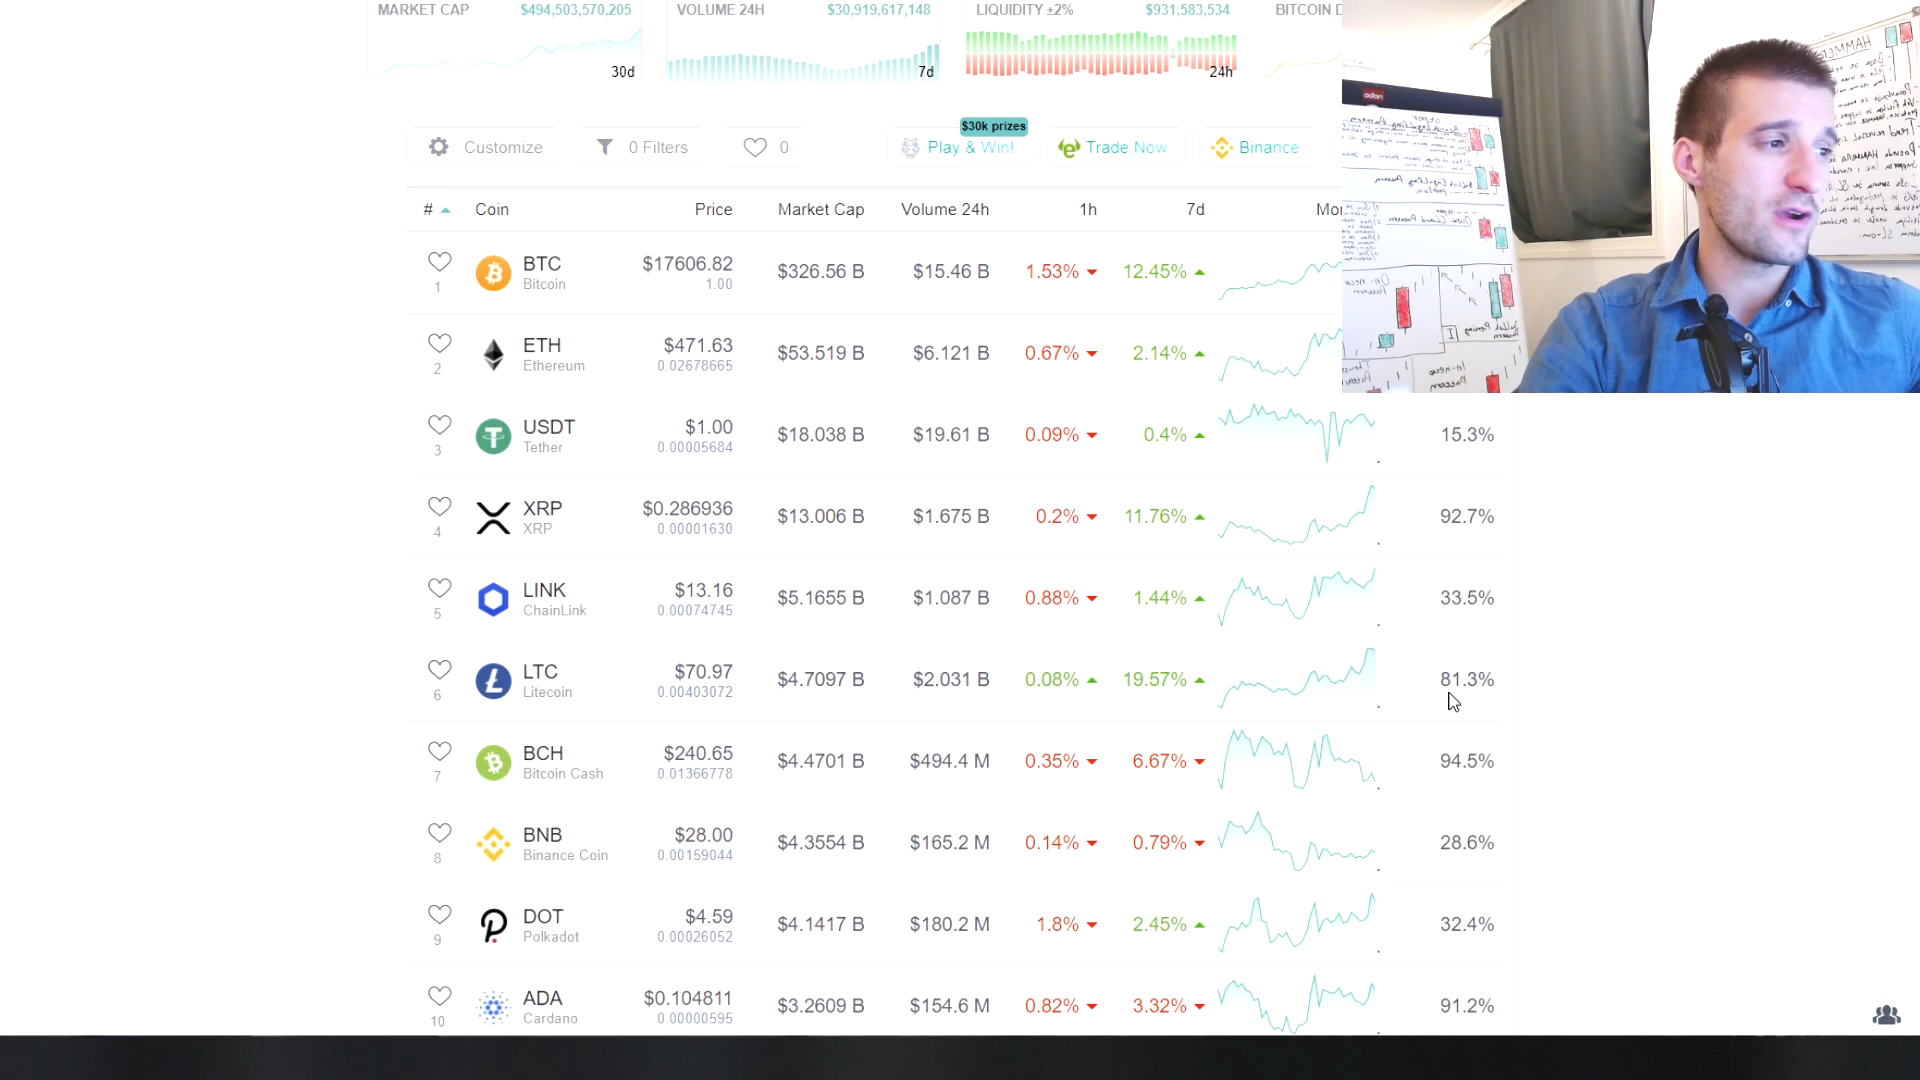 MARKET CAP $494,503,570,205 VOLUME 24H $30,919,617,148 LIQUIDITY ±2% $931,583,534 BITCOIN D
30d 7d 24h
$30k prizes
Customize 0 Filters 0 Play & Win! Trade Now Binance
# Coin Price Market Cap Volume 24h 1h 7d Mon
BTC $17606.82 $326.56 B $15.46 B 1.53% 12.45%
1 Bitcoin 1.00
ETH $471.63 $53.519 B $6.121 B 0.67% 2.14%
2 Ethereum 0.02678665
USDT $1.00 $18.038 B $19.61 B 0.09% 0.4% 15.3%
3 Tether 0.00005684
XRP $0.286936 $13.006 B $1.675 B 0.2% 11.76% 92.7%
4 XRP 0.00001630
LINK $13.16 $5.1655 B $1.087 B 0.88% 1.44% 33.5%
5 ChainLink 0.00074745
LTC $70.97 $4.7097 B $2.031 B 0.08% 19.57% 81.3%
6 Litecoin 0.00403072
BCH $240.65 $4.4701 B $494.4 M 0.35% 6.67% 94.5%
7 Bitcoin Cash 0.01366778
BNB $28.00 $4.3554 B $165.2 M 0.14% 0.79% 28.6%
8 Binance Coin 0.00159044
DOT $4.59 $4.1417 B $180.2 M 1.8% 2.45% 32.4%
9 Polkadot 0.00026052
ADA $0.104811 $3.2609 B $154.6 M 0.82% 3.32% 91.2%
10 Cardano 0.00000595